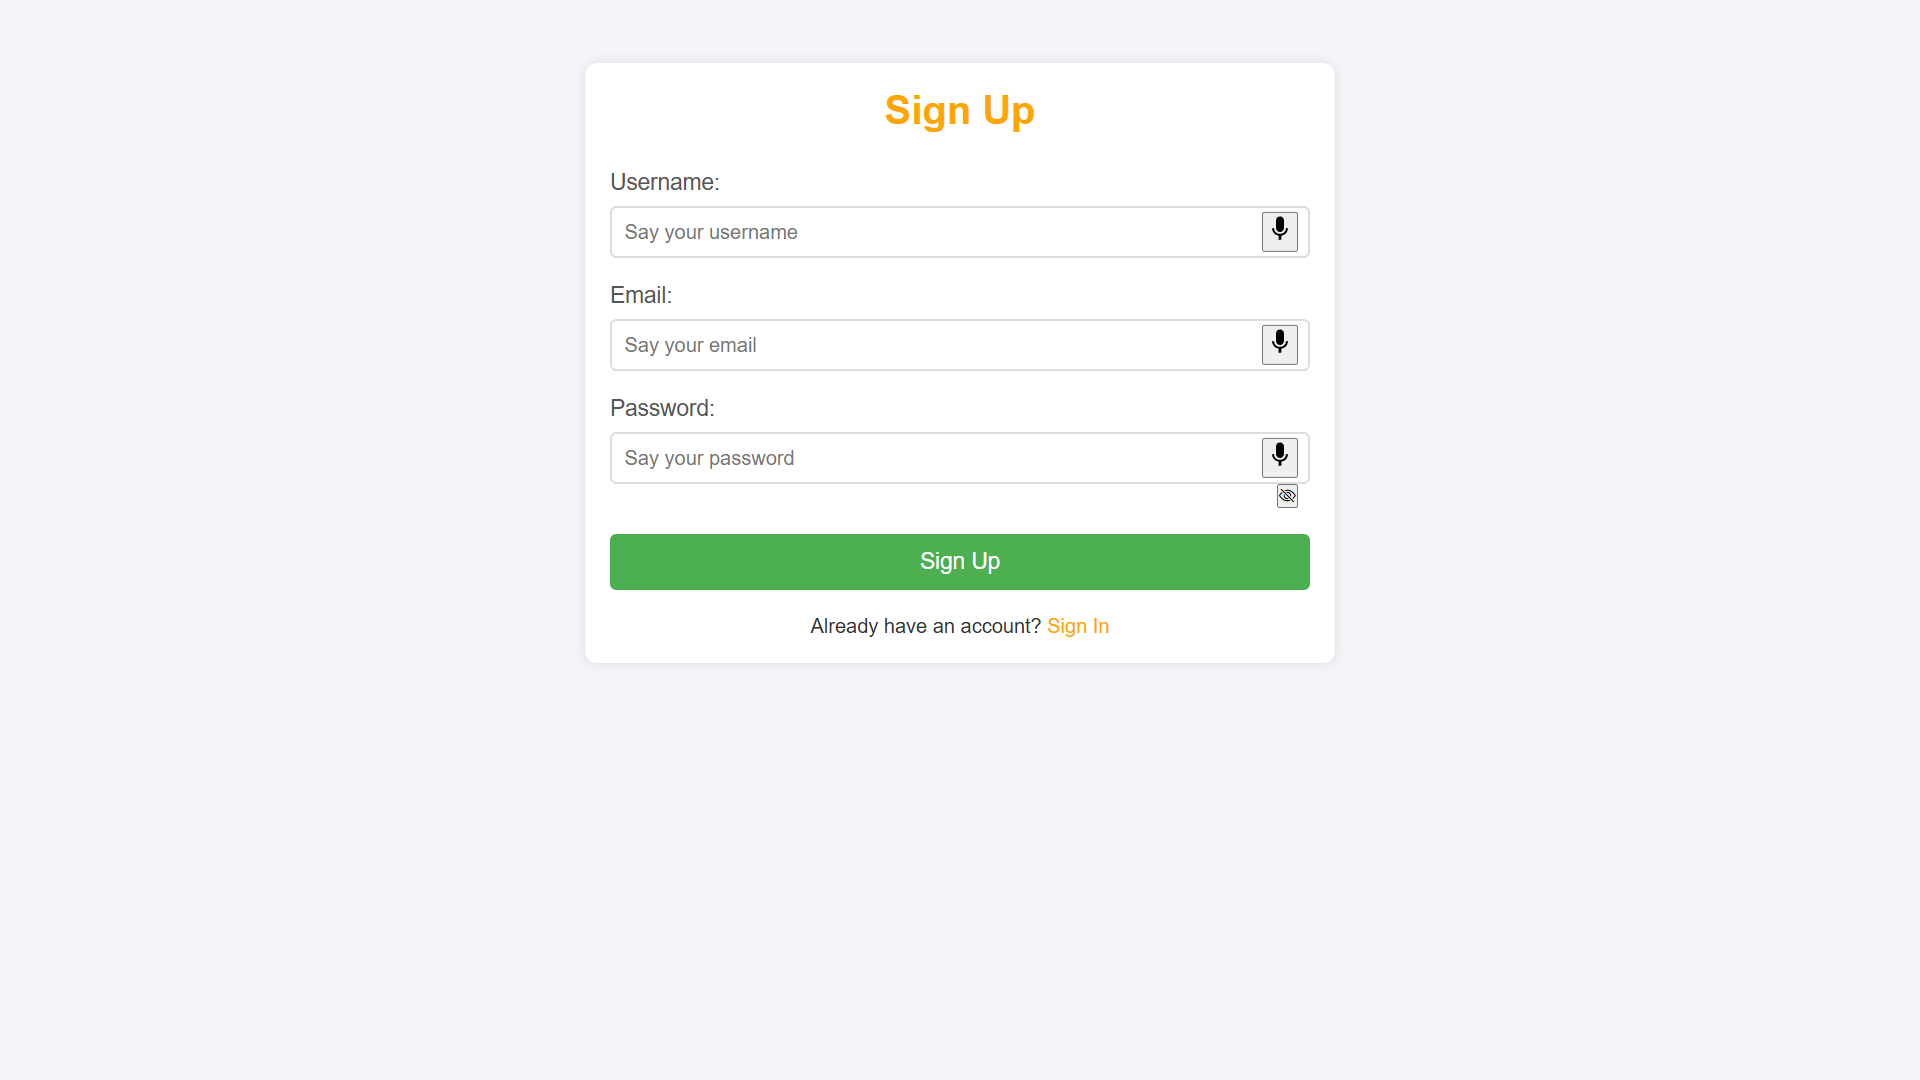 Sign Up
Username:
Say your username
Email:
Say your email
Password:
Say your password
Sign Up
Already have an account? Sign In